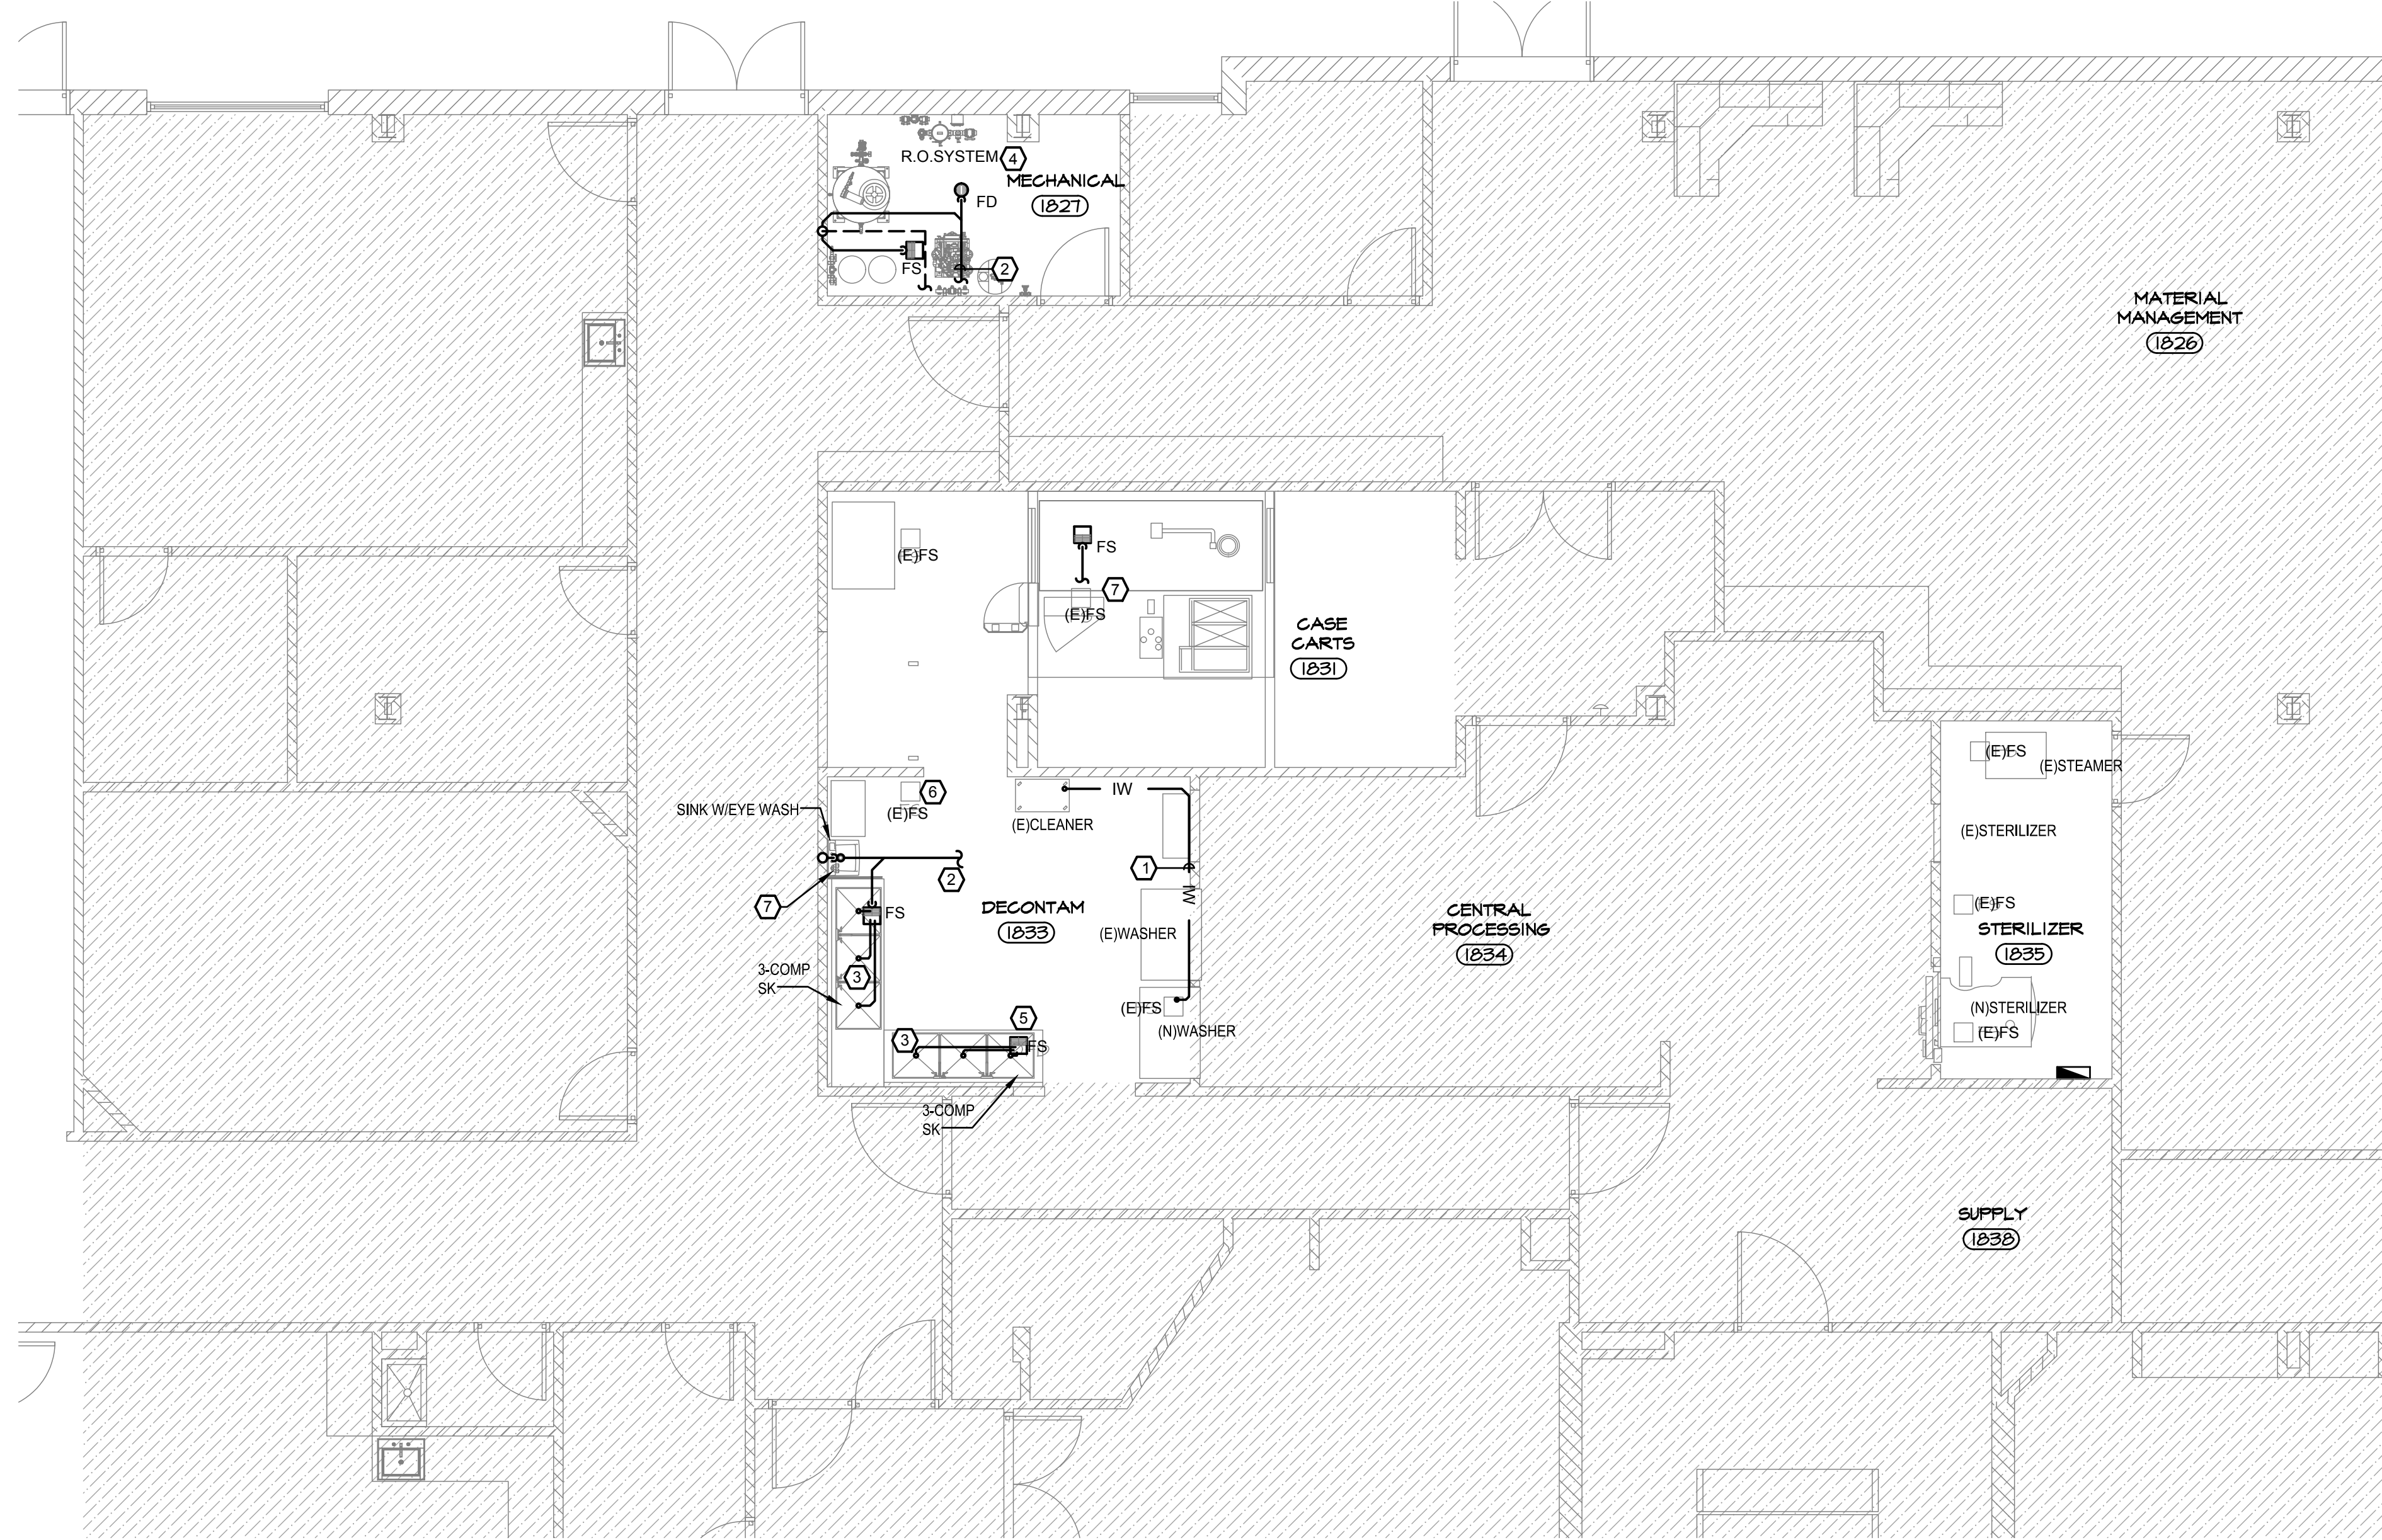 R.O.SYSTEM
4
MECHANICAL
1827
FD
FS
2
MATERIAL
MANAGEMENT
1826
(E)FS
FS
7
(E)FS
CASE
CARTS
1831
(E)FS
(E)STEAMER
SINK W/EYE WASH
6
(E)FS
IW
(E)CLEANER
(E)STERILIZER
1
2
IW
7
FS
DECONTAM
1833
(E)WASHER
CENTRAL
PROCESSING
1834
(E)FS
STERILIZER
1835
3-COMP
SK
3
(E)FS
(N)WASHER
(N)STERILIZER
(E)FS
5
3
FS
3-COMP
SK
SUPPLY
1838